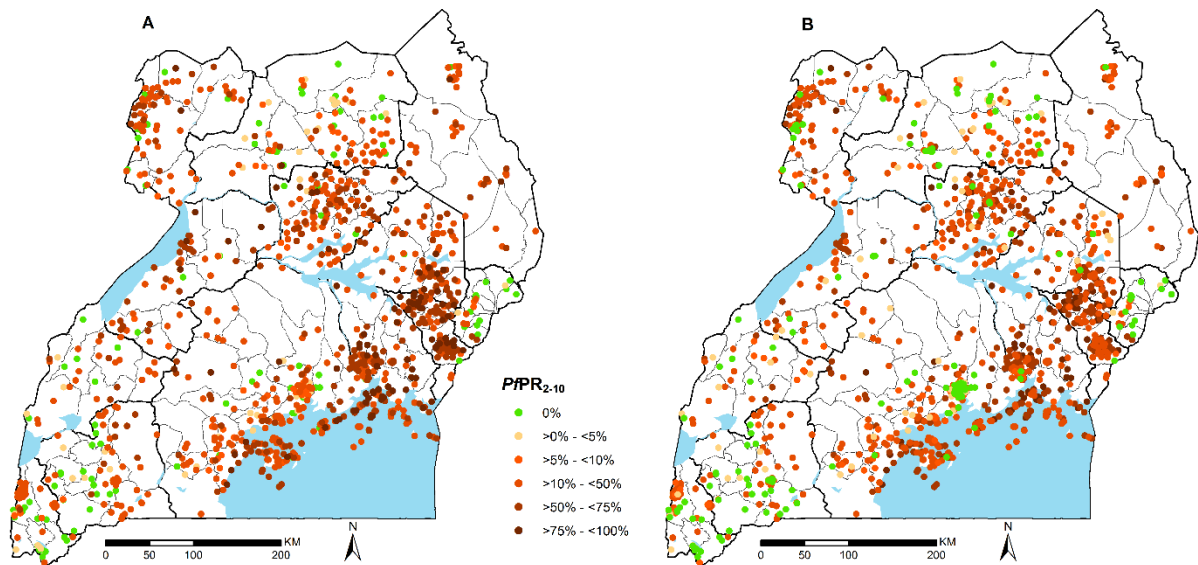 A
B
PfPR2-10
0%
>0% - <5%
>5% - <10%
>10% - <50%
>50% - <75%
>75% - <100%
N
KM
0 50 100 200
N
KM
0 50 100 200